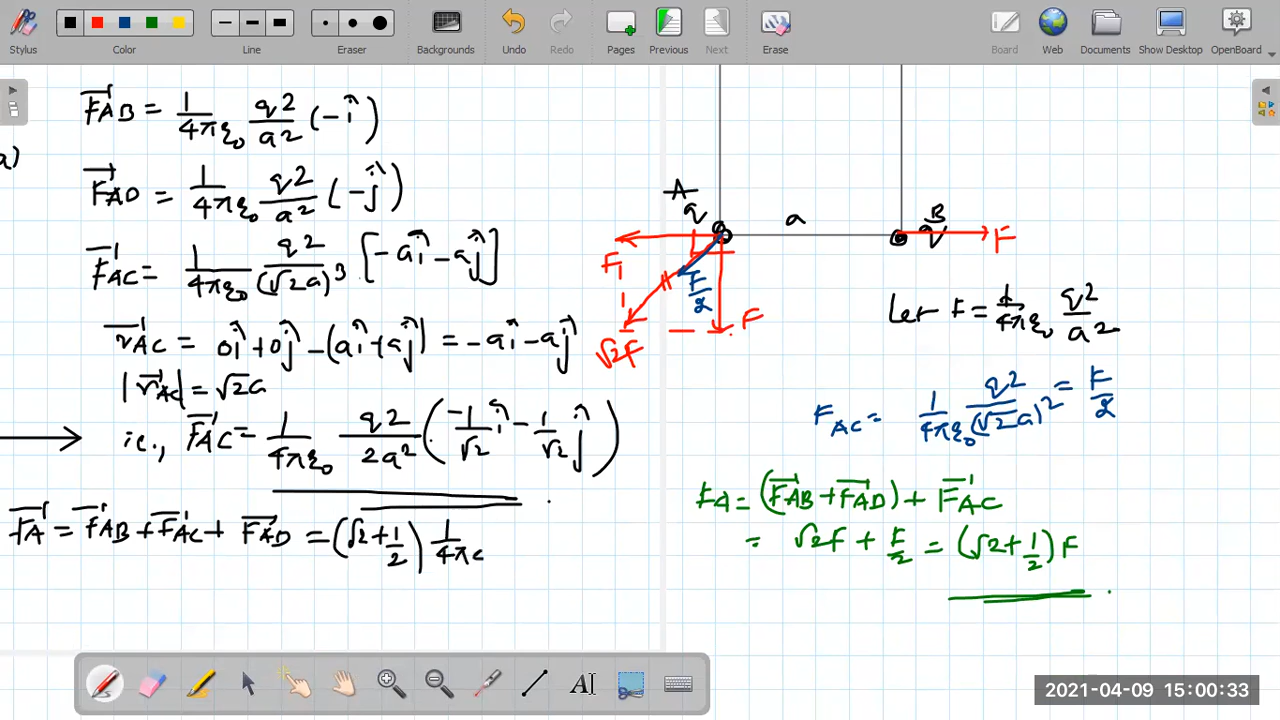 Stylus Color Line Eraser Backgrounds Undo Redo Pages Previous Next Erase Board Web Documents Show Desktop OpenBoard
a)
F⃗AB = 1/4πε₀ q²/a² (-î)
F⃗AD = 1/4πε₀ q²/a² (-ĵ)
F⃗AC = 1/4πε₀ q²/(√2a)³ [-aî - aĵ]
r⃗AC = 0î + 0ĵ - (aî + aĵ) = -aî - aĵ
|r⃗AC| = √2a
i.e., F⃗AC = 1/4πε₀ q²/2a² (-1/√2 î - 1/√2 ĵ)
F⃗A = F⃗AB + F⃗AC + F⃗AD = (√2 + 1/2) 1/4πε
A
q
a
B
q
F
F
F/2
F
√2F
Let F = 1/4πε₀ q²/a²
FAC = 1/4πε₀ q²/(√2a)² = F/2
FA = (F⃗AB + F⃗AD) + F⃗AC
= √2F + F/2 = (√2 + 1/2) F
2021-04-09 15:00:33